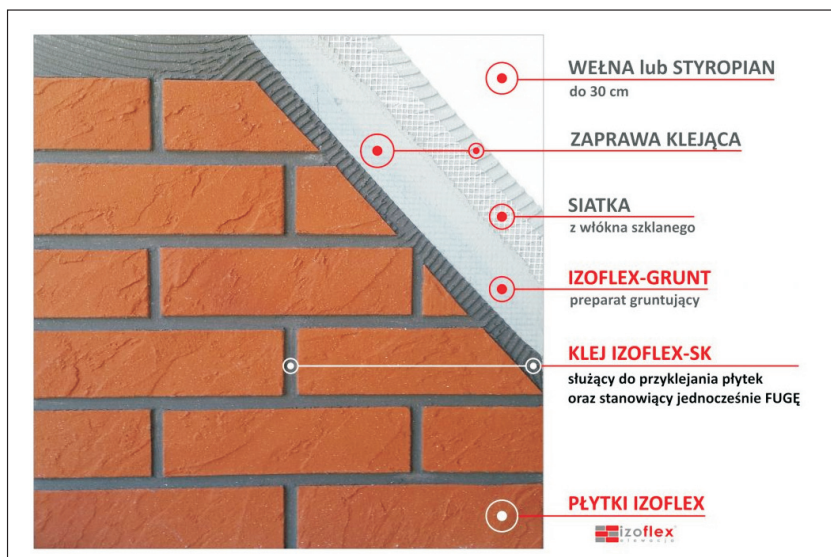 WEŁNA lub STYROPIAN
do 30 cm
ZAPRAWA KLEJĄCA
SIATKA
z włókna szklanego
IZOFLEX-GRUNT
preparat gruntujący
KLEJ IZOFLEX-SK
służący do przyklejania płytek
oraz stanowiący jednocześnie FUGĘ
PŁYTKI IZOFLEX
izoflex
elewacje